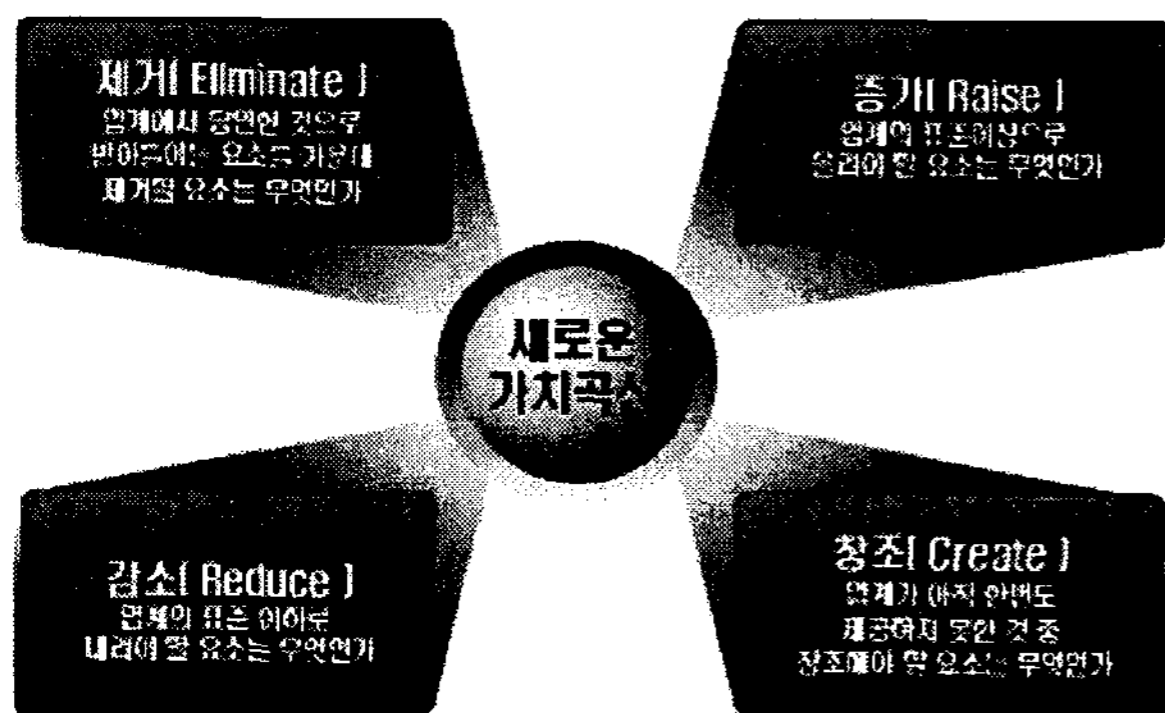 제거( Eliminate )
업계에서 당연한 것으로
받아들이는 요소들 가운데
제거할 요소는 무엇인가
증가( Raise )
업계의 표준이상으로
올려야 할 요소는 무엇인가
새로운
가치곡선
감소( Reduce )
업계의 표준 이하로
내려야 할 요소는 무엇인가
창조( Create )
업계가 아직 한번도
제공하지 못한 것 중
창조해야 할 요소는 무엇인가